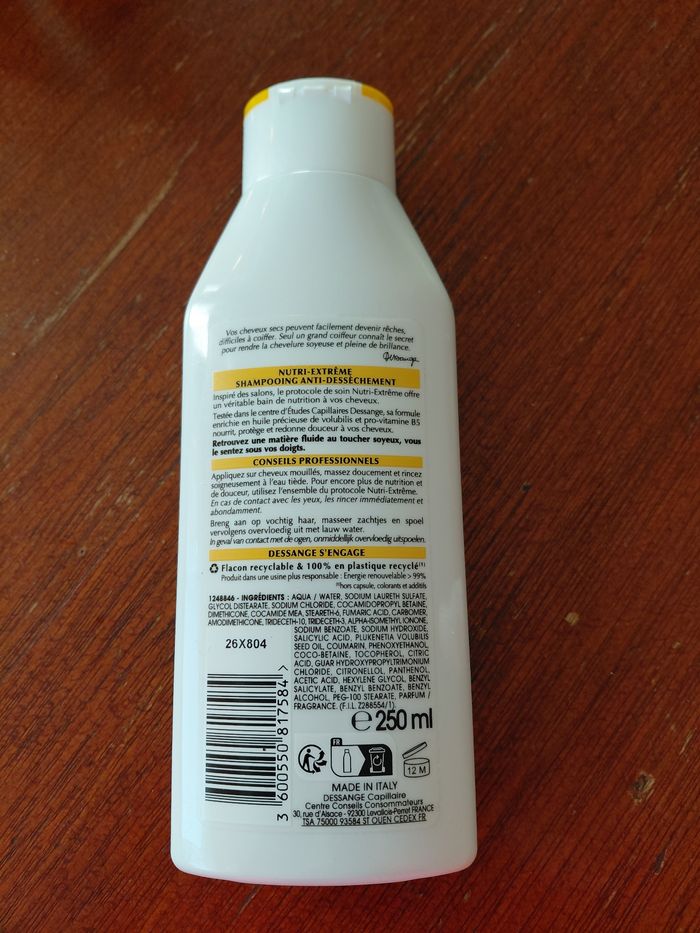 Vos cheveux secs peuvent facilement devenir rêches,
difficiles à coiffer. Seul un grand coiffeur connaît le secret
pour rendre la chevelure soyeuse et pleine de brillance.
NUTRI-EXTRÊME
SHAMPOOING ANTI-DESSÈCHEMENT
Inspiré des salons, le protocole de soin Nutri-Extrême offre
un véritable bain de nutrition à vos cheveux.
Testée dans le centre d'Études Capillaires Dessange, sa formule
enrichie en huile précieuse de volubilis et pro-vitamine B5
nourrit, protège et redonne douceur à vos cheveux.
Retrouvez une matière fluide au toucher soyeux, vous
le sentez sous vos doigts.
CONSEILS PROFESSIONNELS
Appliquez sur cheveux mouillés, massez doucement et rincez
soigneusement à l'eau tiède. Pour encore plus de nutrition et
de douceur, utilisez l'ensemble du protocole Nutri-Extrême.
En cas de contact avec les yeux, les rincer immédiatement et
abondamment.
Breng aan op vochtig haar, masseer zachtjes en spoel
vervolgens overvloedig uit met lauw water.
In geval van contact met de ogen, onmiddellijk overvloedig uitspoelen.
DESSANGE S'ENGAGE
Flacon recyclable & 100% en plastique recyclé(1)
Produit dans une usine plus responsable : Energie renouvelable > 99%
(1)hors capsule, colorants et additifs
1248846 - INGRÉDIENTS : AQUA / WATER, SODIUM LAURETH SULFATE,
GLYCOL DISTEARATE, SODIUM CHLORIDE, COCAMIDOPROPYL BETAINE,
DIMETHICONE, COCAMIDE MEA, STEARETH-6, FUMARIC ACID, CARBOMER,
AMODIMETHICONE, TRIDECETH-10, TRIDECETH-3, ALPHA-ISOMETHYL IONONE,
SODIUM BENZOATE, SODIUM HYDROXIDE,
SALICYLIC ACID, PLUKENETIA VOLUBILIS
SEED OIL, COUMARIN, PHENOXYETHANOL,
COCO-BETAINE, TOCOPHEROL, CITRIC
ACID, GUAR HYDROXYPROPYLTRIMONIUM
CHLORIDE, CITRONELLOL, PANTHENOL,
ACETIC ACID, HEXYLENE GLYCOL, BENZYL
SALICYLATE, BENZYL BENZOATE, BENZYL
ALCOHOL, PEG-100 STEARATE, PARFUM /
FRAGRANCE. (F.I.L. Z288554/1).
26X804
3 600550 817584 >
e 250 ml
FR
12 M
MADE IN ITALY
DESSANGE Capillaire
Centre Conseils Consommateurs
30, rue d'Alsace - 92300 Levallois-Perret FRANCE
TSA 75000 93584 ST OUEN CEDEX.FR